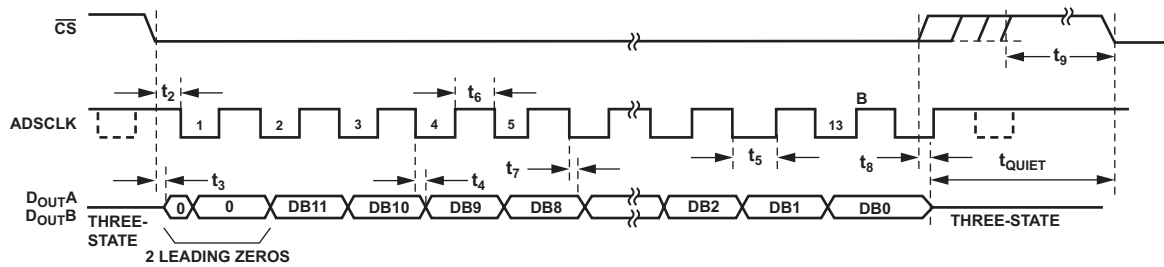 CS
t9
t2
t6
B
ADSCLK
1 2 3 4 5 13
t5
t8
tQUIET
t3
t4
t7
DOUTA
DOUTB
0 0 DB11 DB10 DB9 DB8 DB2 DB1 DB0
THREE-
STATE
THREE-STATE
2 LEADING ZEROS